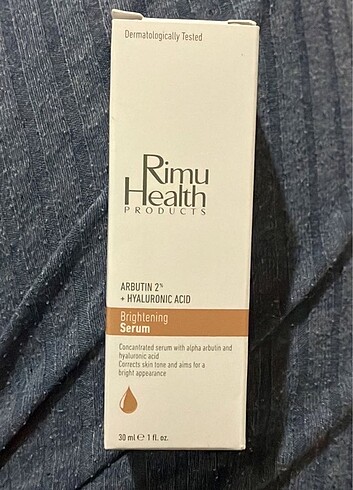 Dermatologically Tested
Rimu
Health
PRODUCTS
ARBUTIN 2%
+ HYALURONIC ACID
Brightening
Serum
Concantrated serum with alpha arbutin and
hyaluronic acid
Corrects skin tone and aims for a
bright appearance
30 ml ℮ 1 fl. oz.